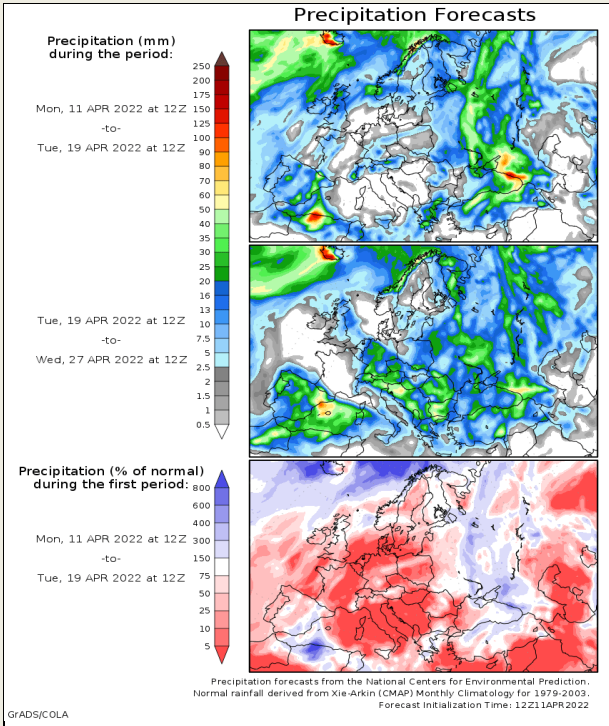 Precipitation Forecasts
Precipitation (mm)
during the period:
Mon, 11 APR 2022 at 12Z
-to-
Tue, 19 APR 2022 at 12Z
250
200
175
150
125
100
90
80
70
60
50
40
35
30
25
20
16
13
10
7.5
5
2.5
2
1.5
1
0.5
Tue, 19 APR 2022 at 12Z
-to-
Wed, 27 APR 2022 at 12Z
Precipitation (% of normal)
during the first period:
Mon, 11 APR 2022 at 12Z
-to-
Tue, 19 APR 2022 at 12Z
800
600
400
300
150
75
50
25
10
5
Precipitation forecasts from the National Centers for Environmental Prediction.
Normal rainfall derived from Xie-Arkin (CMAP) Monthly Climatology for 1979-2003.
Forecast Initialization Time: 12Z11APR2022
GrADS/COLA